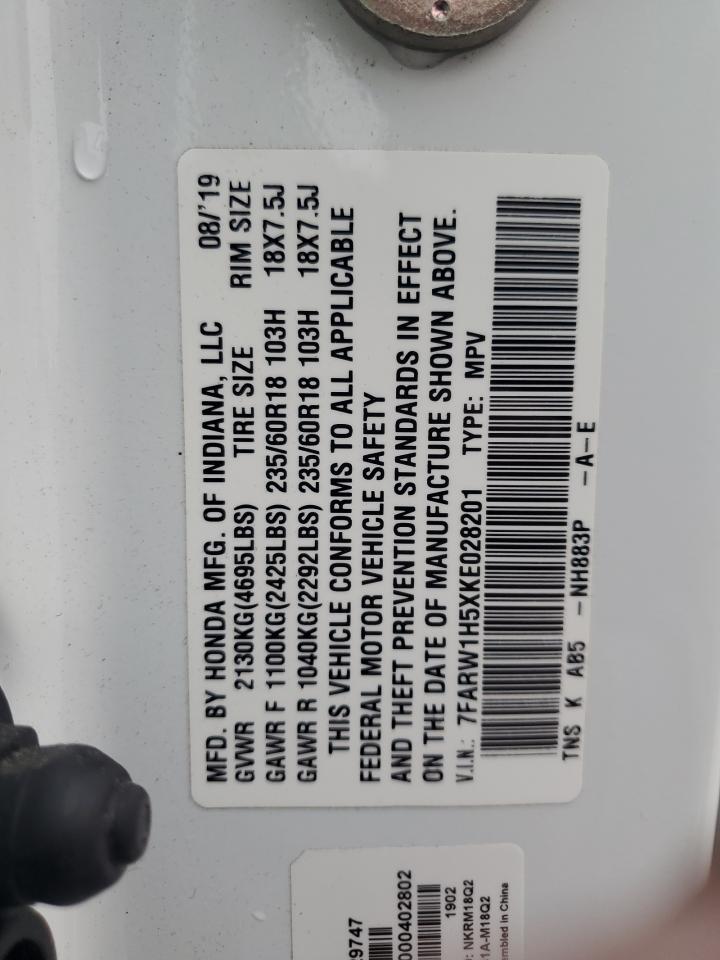 MFD. BY HONDA MFG. OF INDIANA, LLC 08/'19
GVWR 2130KG(4695LBS) TIRE SIZE RIM SIZE
GAWR F 1100KG(2425LBS) 235/60R18 103H 18X7.5J
GAWR R 1040KG(2292LBS) 235/60R18 103H 18X7.5J
THIS VEHICLE CONFORMS TO ALL APPLICABLE
FEDERAL MOTOR VEHICLE SAFETY
AND THEFT PREVENTION STANDARDS IN EFFECT
ON THE DATE OF MANUFACTURE SHOWN ABOVE.
V.I.N.: 7FARW1H5XKE028201 TYPE: MPV
TNS K AB5 -NH883P -A-E
9747
000402802
1902
: NKRM18Q2
1A-M18Q2
mbled in China